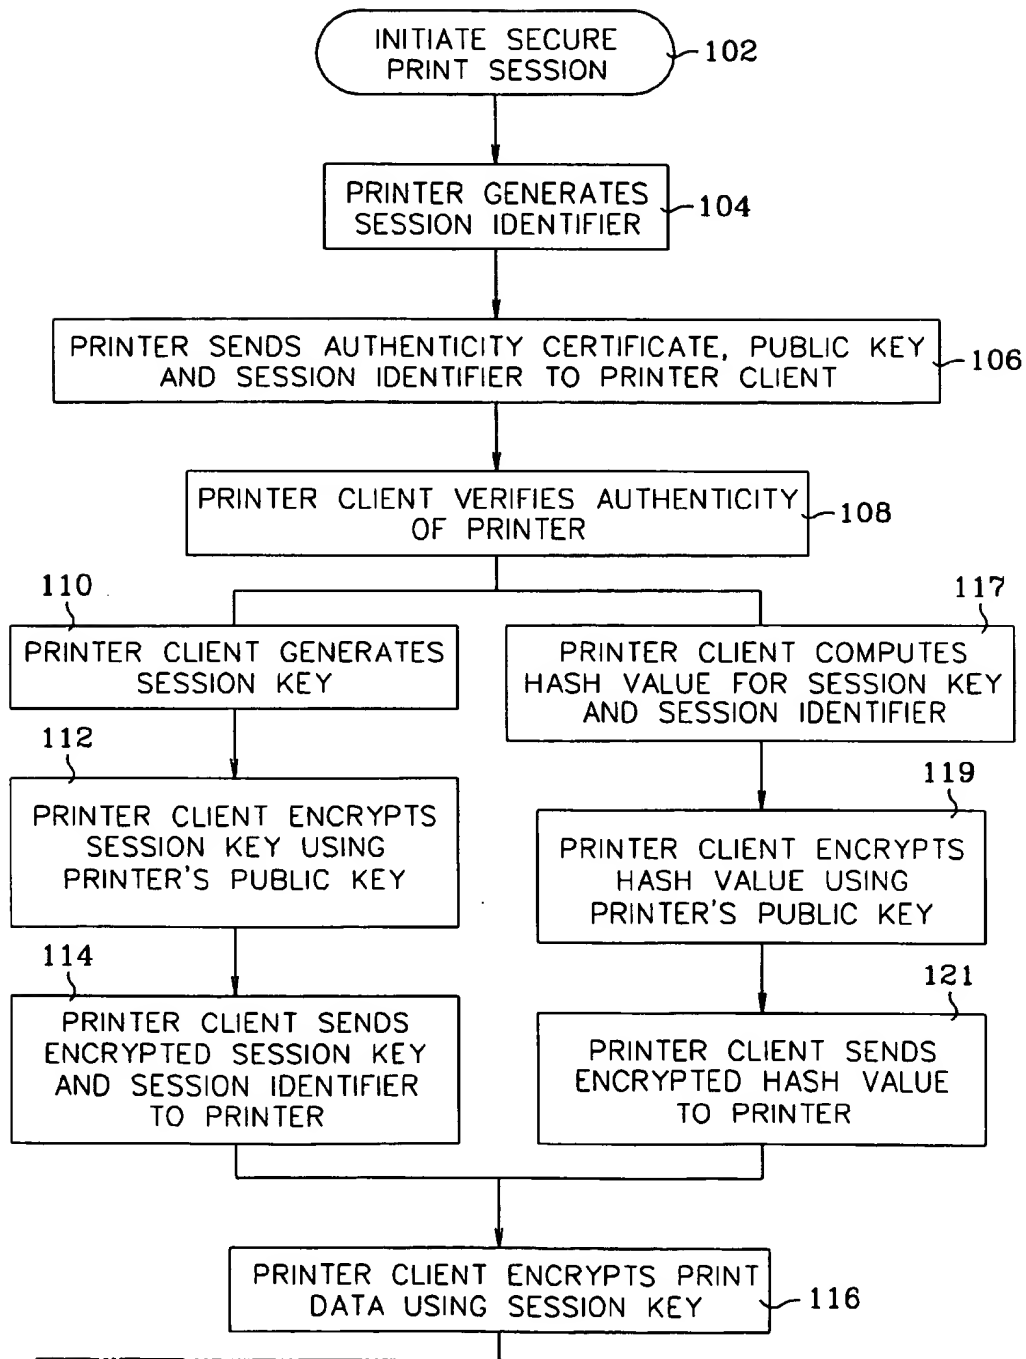 INITIATE SECURE
PRINT SESSION
102
PRINTER GENERATES
SESSION IDENTIFIER
104
PRINTER SENDS AUTHENTICITY CERTIFICATE, PUBLIC KEY
AND SESSION IDENTIFIER TO PRINTER CLIENT
106
PRINTER CLIENT VERIFIES AUTHENTICITY
OF PRINTER
108
110
PRINTER CLIENT GENERATES
SESSION KEY
112
PRINTER CLIENT ENCRYPTS
SESSION KEY USING
PRINTER'S PUBLIC KEY
114
PRINTER CLIENT SENDS
ENCRYPTED SESSION KEY
AND SESSION IDENTIFIER
TO PRINTER
117
PRINTER CLIENT COMPUTES
HASH VALUE FOR SESSION KEY
AND SESSION IDENTIFIER
119
PRINTER CLIENT ENCRYPTS
HASH VALUE USING
PRINTER'S PUBLIC KEY
121
PRINTER CLIENT SENDS
ENCRYPTED HASH VALUE
TO PRINTER
PRINTER CLIENT ENCRYPTS PRINT
DATA USING SESSION KEY
116